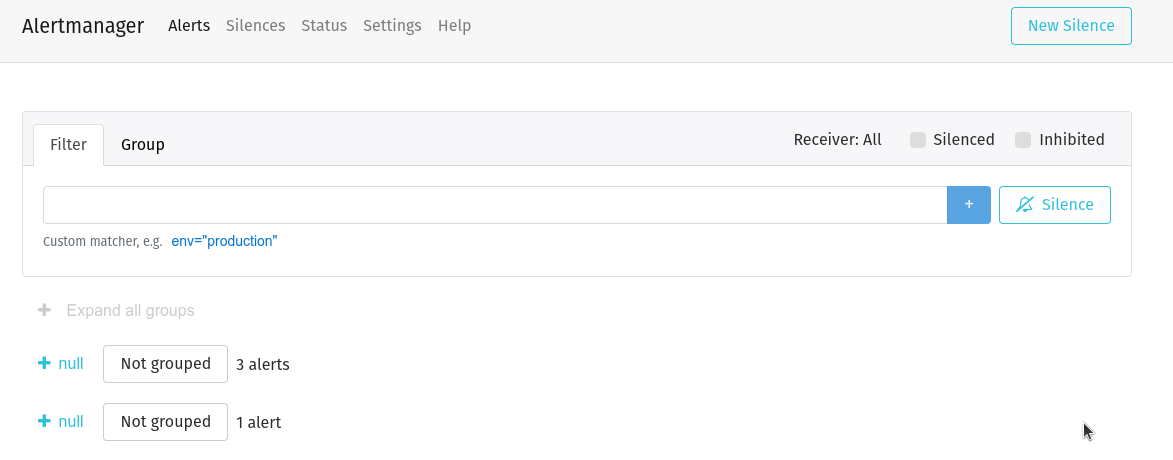 Alertmanager Alerts Silences Status Settings Help New Silence
Filter Group Receiver: All Silenced Inhibited
+ Silence
Custom matcher, e.g. env="production"
+ Expand all groups
+ null Not grouped 3 alerts
+ null Not grouped 1 alert